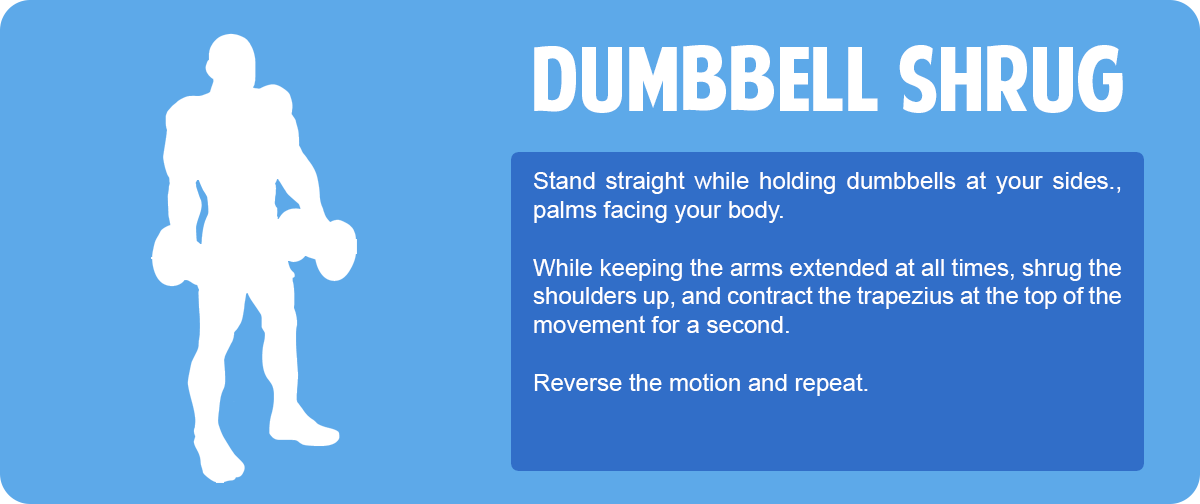 DUMBBELL SHRUG
Stand straight while holding dumbbells at your sides.,
palms facing your body.
While keeping the arms extended at all times, shrug the
shoulders up, and contract the trapezius at the top of the
movement for a second.
Reverse the motion and repeat.